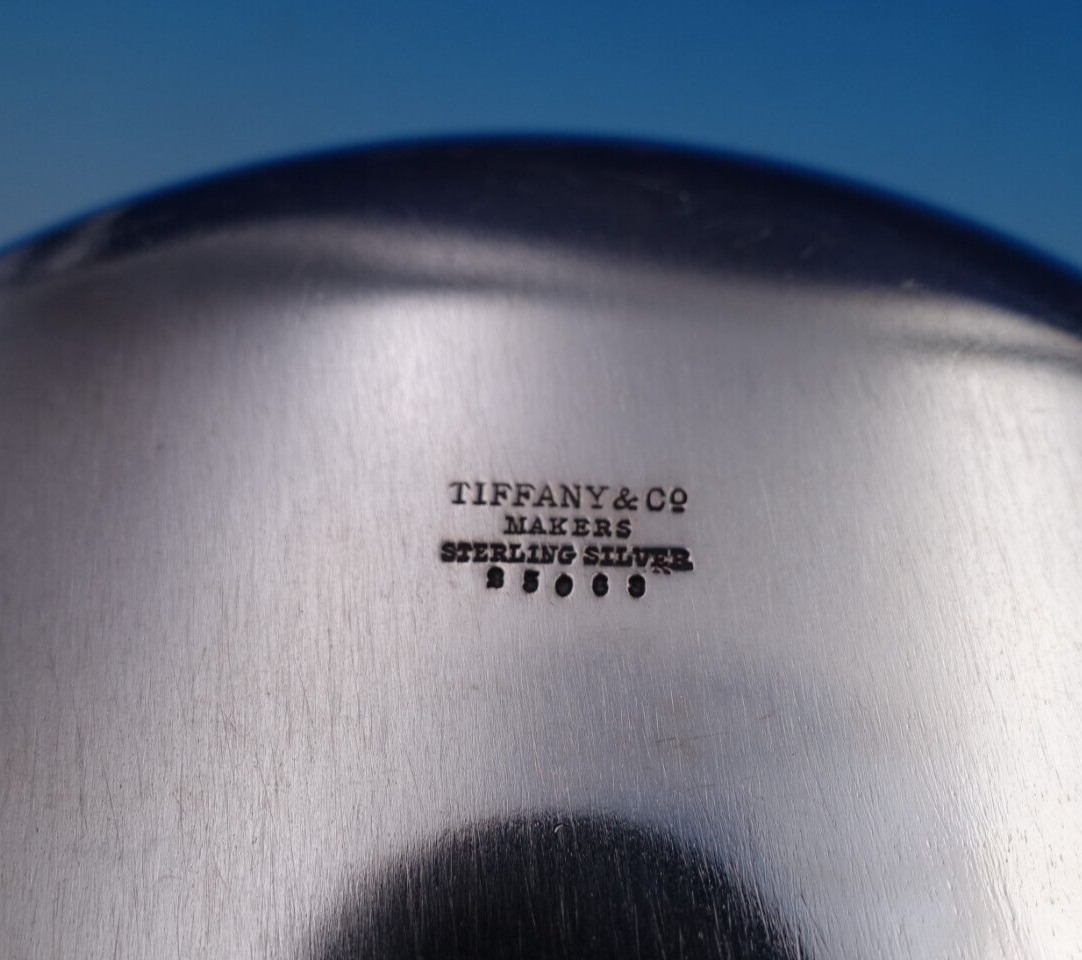 TIFFANY & Cº
MAKERS
STERLING SILVER
25063